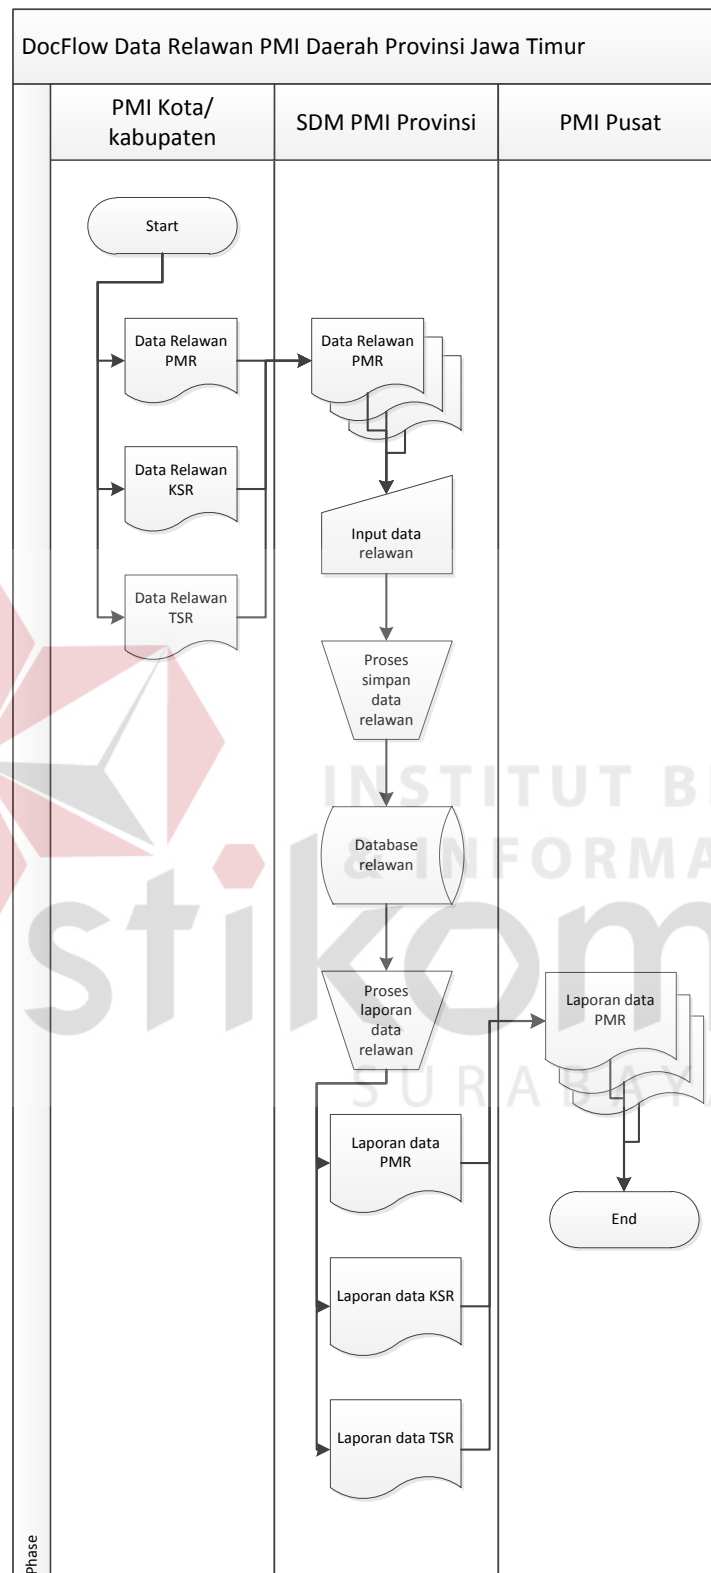 DocFlow Data Relawan PMI Daerah Provinsi Jawa Timur
PMI Kota/
kabupaten
SDM PMI Provinsi
PMI Pusat
Start
Data Relawan
PMR
Data Relawan
KSR
Data Relawan
TSR
Data Relawan
PMR
Input data
relawan
Proses
simpan
data
relawan
Database
relawan
Proses
laporan
data
relawan
Laporan data
PMR
Laporan data KSR
Laporan data TSR
Laporan data
PMR
End
Phase
INSTITUT B
& INFORMA
stikom
SURABAYA